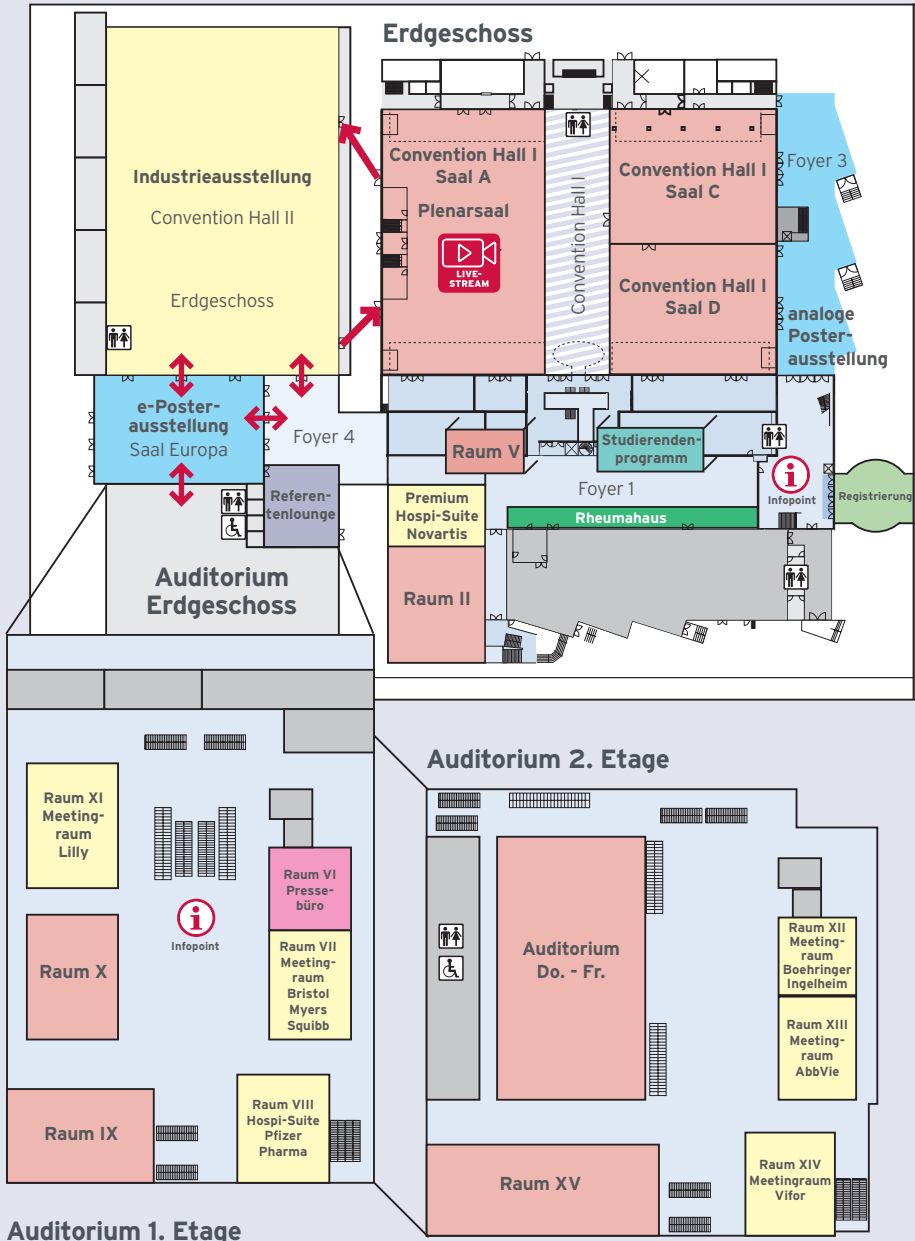 Erdgeschoss
Industrieausstellung
Convention Hall II
Erdgeschoss
Convention Hall I
Saal A
Plenarsaal
LIVE-
STREAM
Convention Hall I
Convention Hall I
Saal C
Convention Hall I
Saal D
Foyer 3
analoge
Poster-
ausstellung
e-Poster-
ausstellung
Saal Europa
Foyer 4
Raum V
Studierenden-
programm
Foyer 1
Infopoint
Registrierung
Referen-
tenlounge
Premium
Hospi-Suite
Novartis
Rheumahaus
Raum II
Auditorium
Erdgeschoss
Raum XI
Meeting-
raum
Lilly
Raum VI
Presse-
büro
Infopoint
Raum X
Raum VII
Meeting-
raum
Bristol
Myers
Squibb
Raum IX
Raum VIII
Hospi-Suite
Pfizer
Pharma
Auditorium 1. Etage
Auditorium 2. Etage
Auditorium
Do. - Fr.
Raum XII
Meeting-
raum
Boehringer
Ingelheim
Raum XIII
Meeting-
raum
AbbVie
Raum XV
Raum XIV
Meetingraum
Vifor